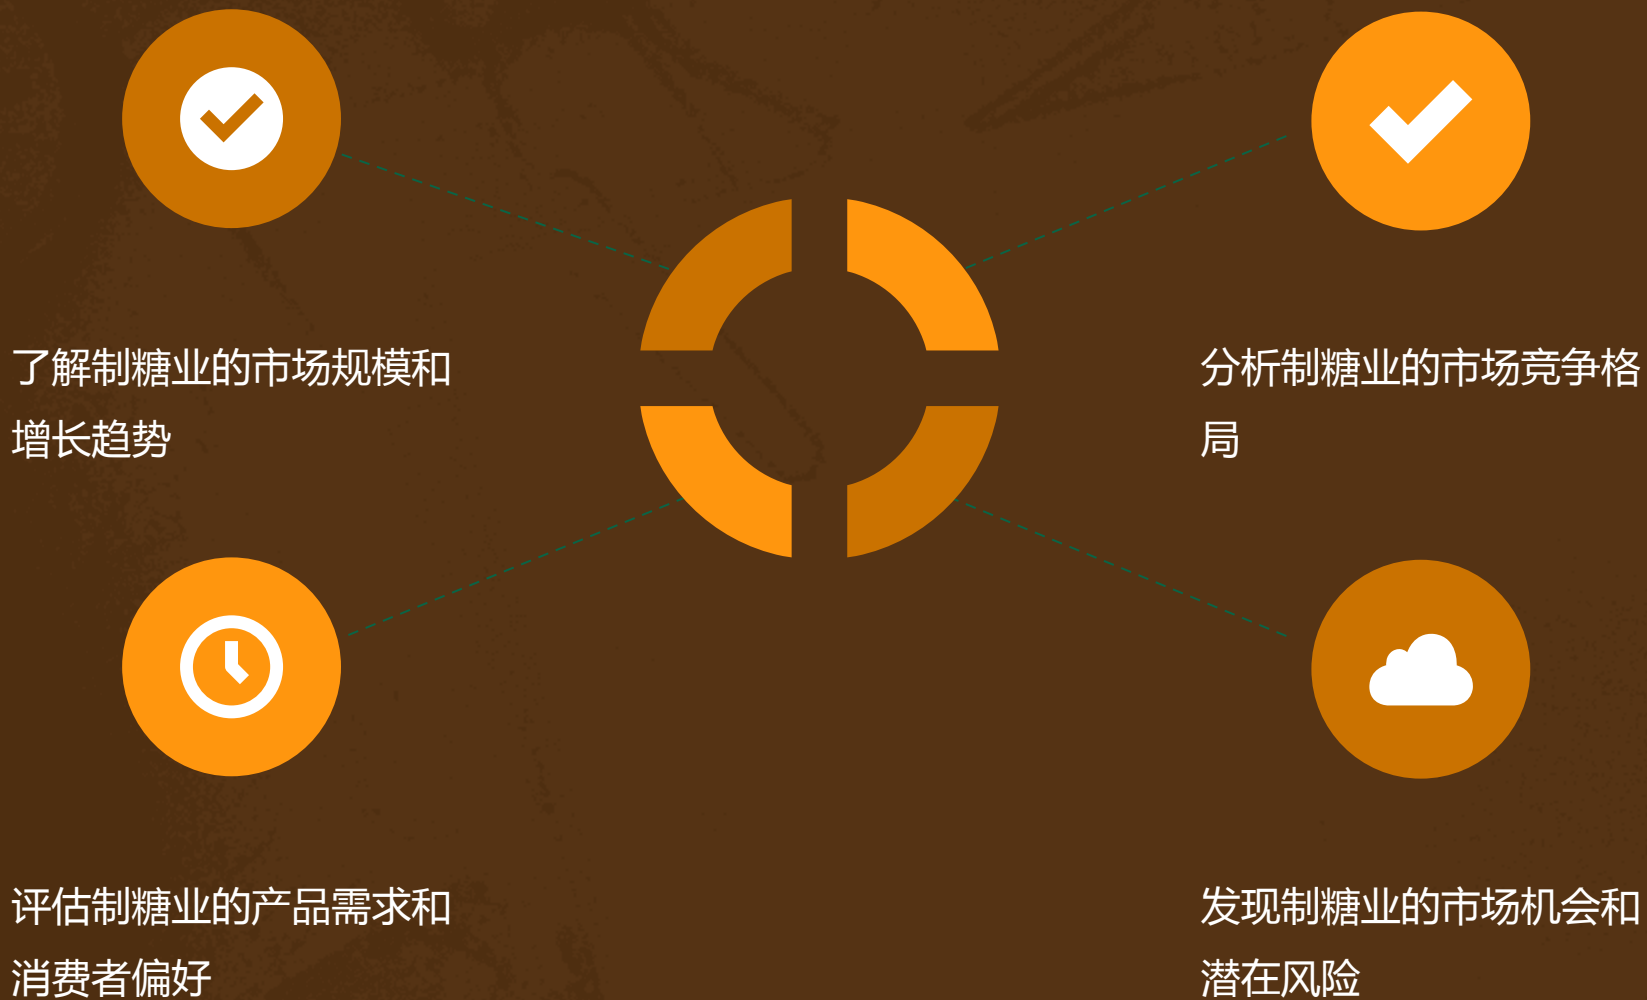 了解制糖业的市场规模和
增长趋势
分析制糖业的市场竞争格
局
评估制糖业的产品需求和
消费者偏好
发现制糖业的市场机会和
潜在风险